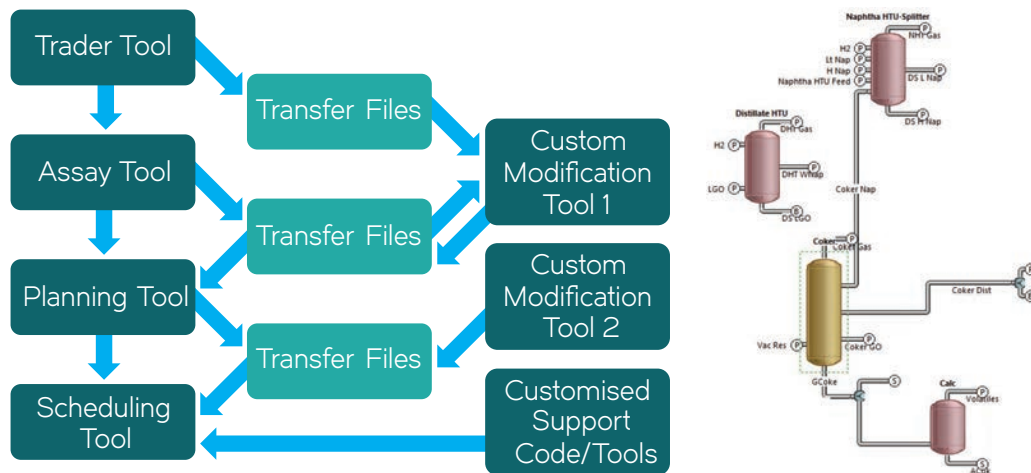 Trader Tool
Transfer Files
Assay Tool
Custom
Modification
Tool 1
Transfer Files
Planning Tool
Custom
Modification
Tool 2
Transfer Files
Scheduling
Tool
Customised
Support
Code/Tools
Naphtha HTU-Splitter
NHT Gas
P
H2 P
Lt Nap P
H Nap P
Naphtha HTU Feed P
P
DS L Nap
P
DS H Nap
Distillate HTU
P
DHT Gas
H2 P
P
DHT WNap
LGO P
B
DS LGO
Coker Nap
Coker
P
Coker Gas
Coker Dist
Vac Res P
P
Coker GO
GCoke
S
Calc
P
Volatiles
S